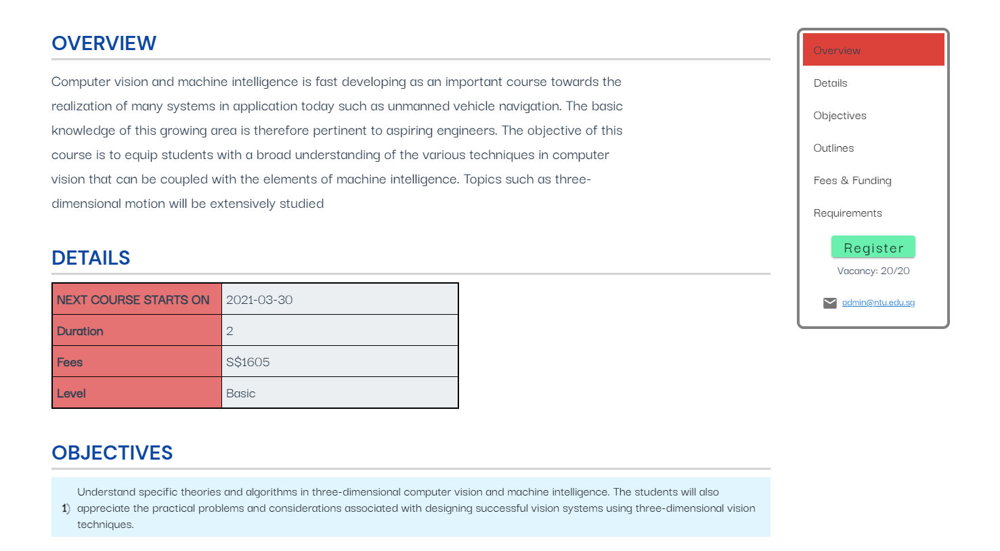 OVERVIEW
Computer vision and machine intelligence is fast developing as an important course towards the
realization of many systems in application today such as unmanned vehicle navigation. The basic
knowledge of this growing area is therefore pertinent to aspiring engineers. The objective of this
course is to equip students with a broad understanding of the various techniques in computer
vision that can be coupled with the elements of machine intelligence. Topics such as three-
dimensional motion will be extensively studied
DETAILS
NEXT COURSE STARTS ON 2021-03-30
Duration 2
Fees S$1605
Level Basic
OBJECTIVES
1) Understand specific theories and algorithms in three-dimensional computer vision and machine intelligence. The students will also
appreciate the practical problems and considerations associated with designing successful vision systems using three-dimensional vision
techniques.
Overview
Details
Objectives
Outlines
Fees & Funding
Requirements
Register
Vacancy: 20/20
admin@ntu.edu.sg